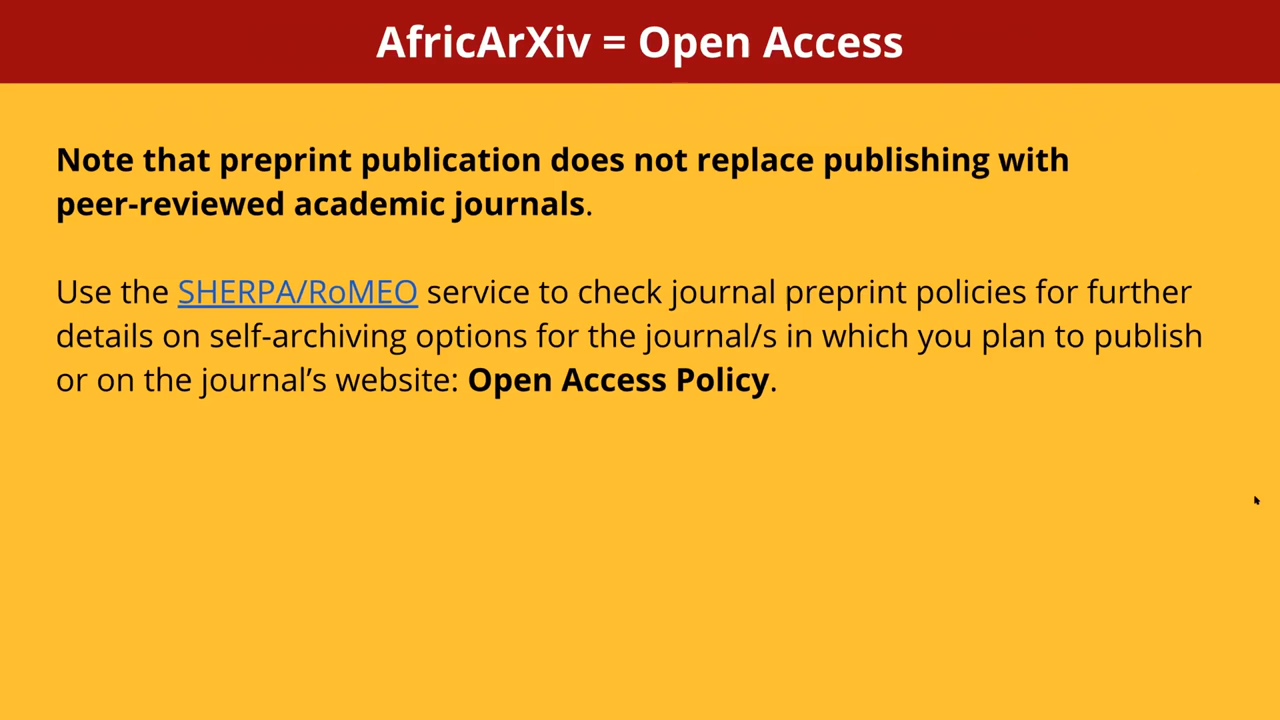 AfricArXiv = Open Access
Note that preprint publication does not replace publishing with
peer-reviewed academic journals.
Use the SHERPA/RoMEO service to check journal preprint policies for further
details on self-archiving options for the journal/s in which you plan to publish
or on the journal’s website: Open Access Policy.